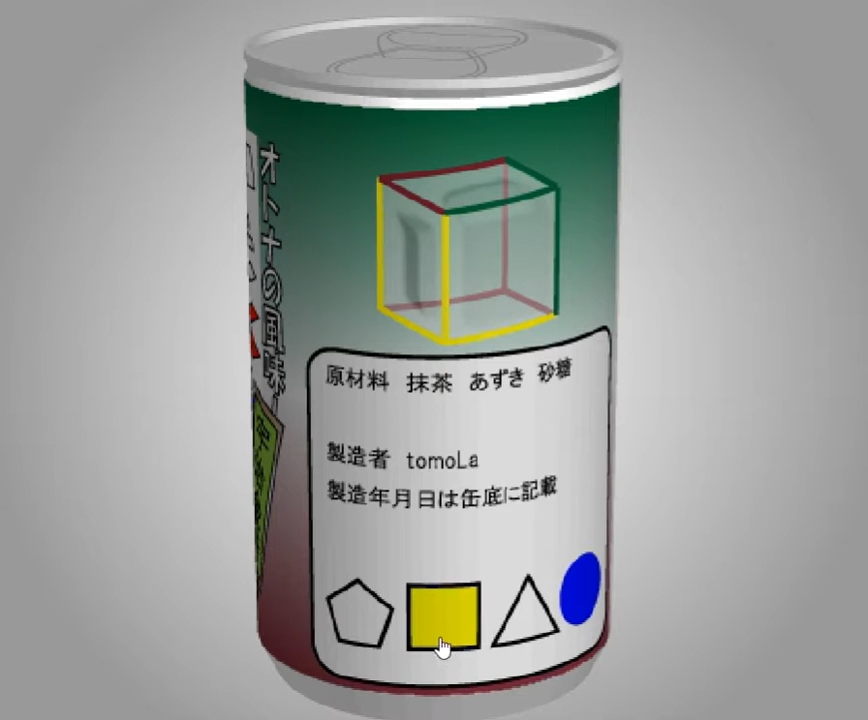 オトナの風味
原材料 抹茶 あずき 砂糖
製造者 tomoLa
製造年月日は缶底に記載